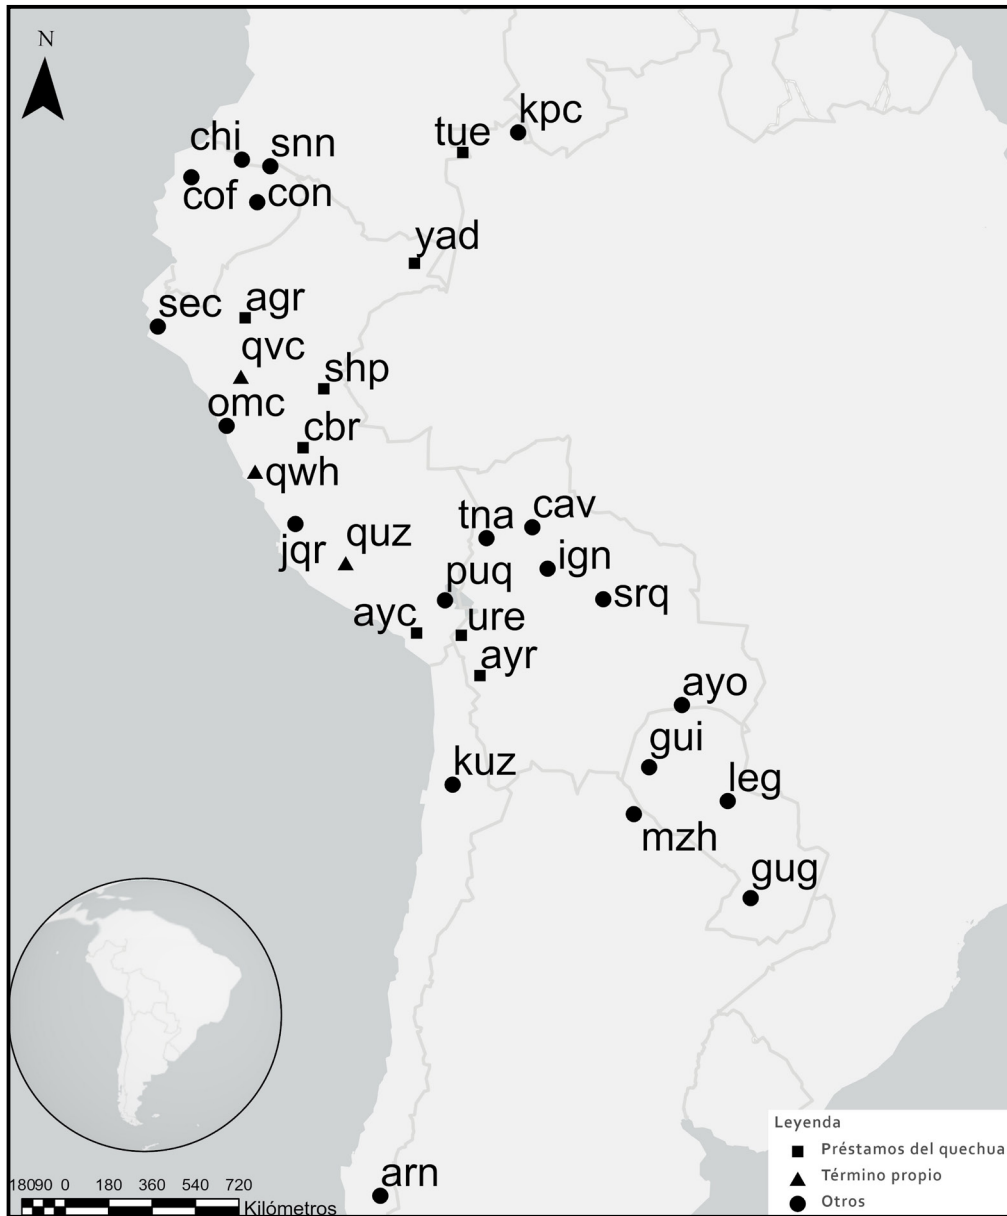 N
kpc
tue
chi
snn
cof
con
yad
sec
agr
qvc
shp
omc
cbr
qwh
tna
cav
jqr
quz
puq
ign
srq
ayc
ure
ayr
ayo
gui
kuz
leg
mzh
gug
arn
Leyenda
Préstamos del quechua
Término propio
Otros
18090 0 180 360 540 720
Kilómetros